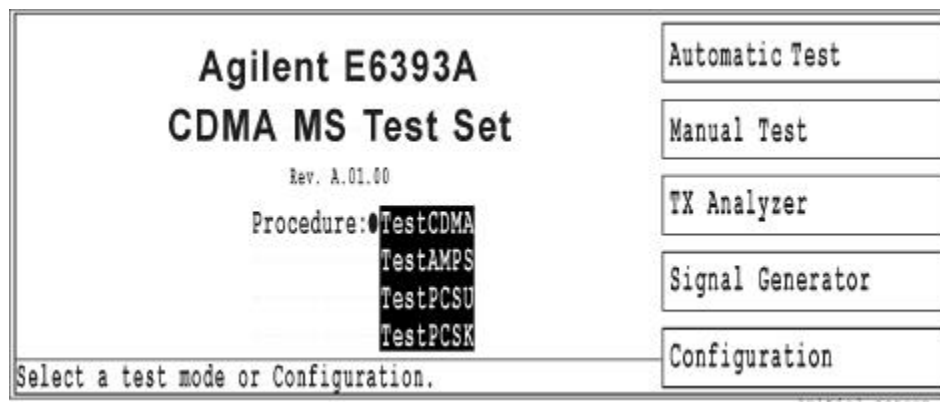 Agilent E6393A
CDMA MS Test Set
Rev. A.01.00
Procedure:TestCDMA
TestAMPS
TestPCSU
TestPCSK
Select a test mode or Configuration.
Automatic Test
Manual Test
TX Analyzer
Signal Generator
Configuration